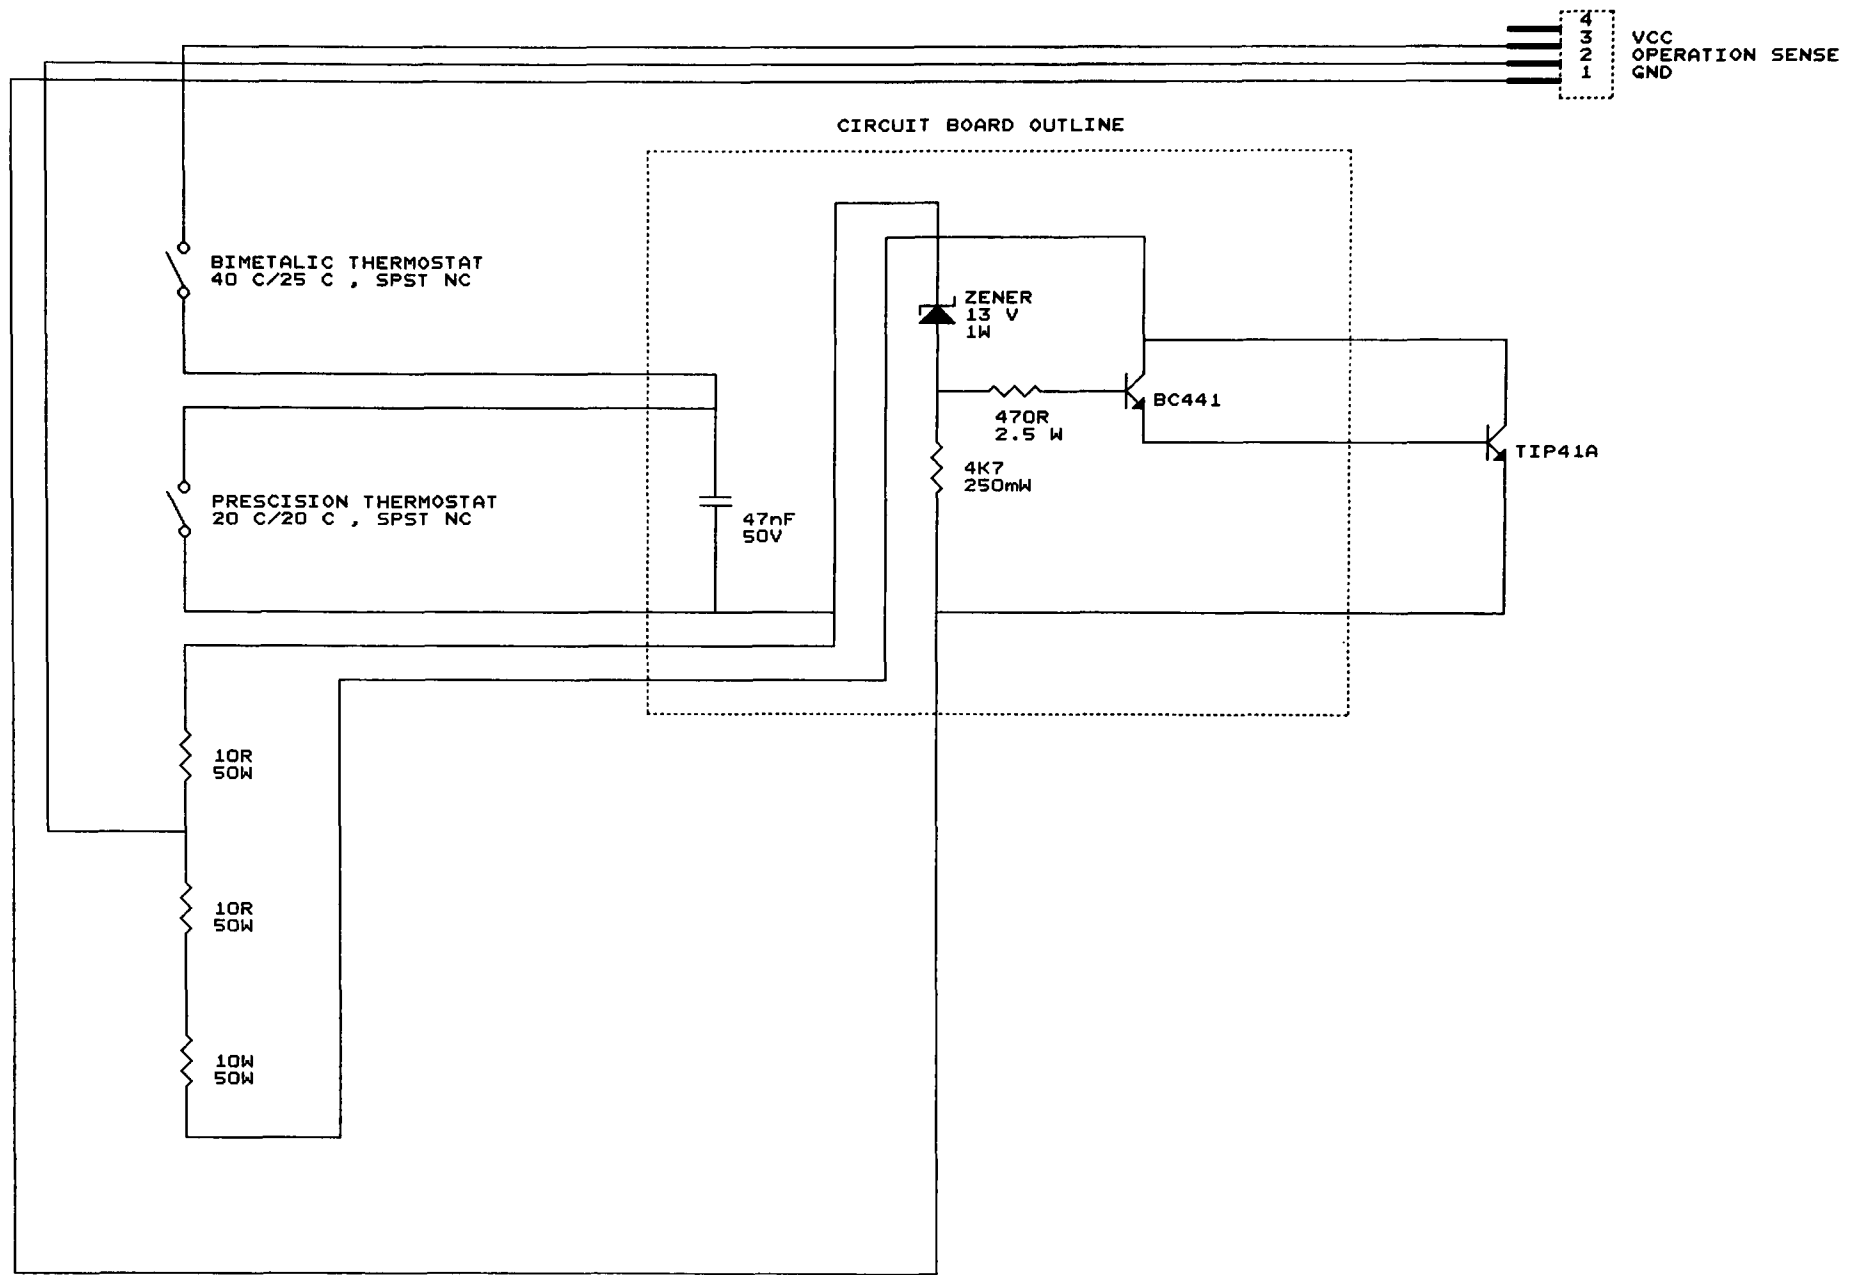 4
3 VCC
2 OPERATION SENSE
1 GND
CIRCUIT BOARD OUTLINE
BIMETALIC THERMOSTAT
40 C/25 C , SPST NC
ZENER
13 V
1W
BC441
470R
2.5 W
TIP41A
4K7
250mW
PRESCISION THERMOSTAT
20 C/20 C , SPST NC
47nF
50V
10R
50W
10R
50W
10W
50W